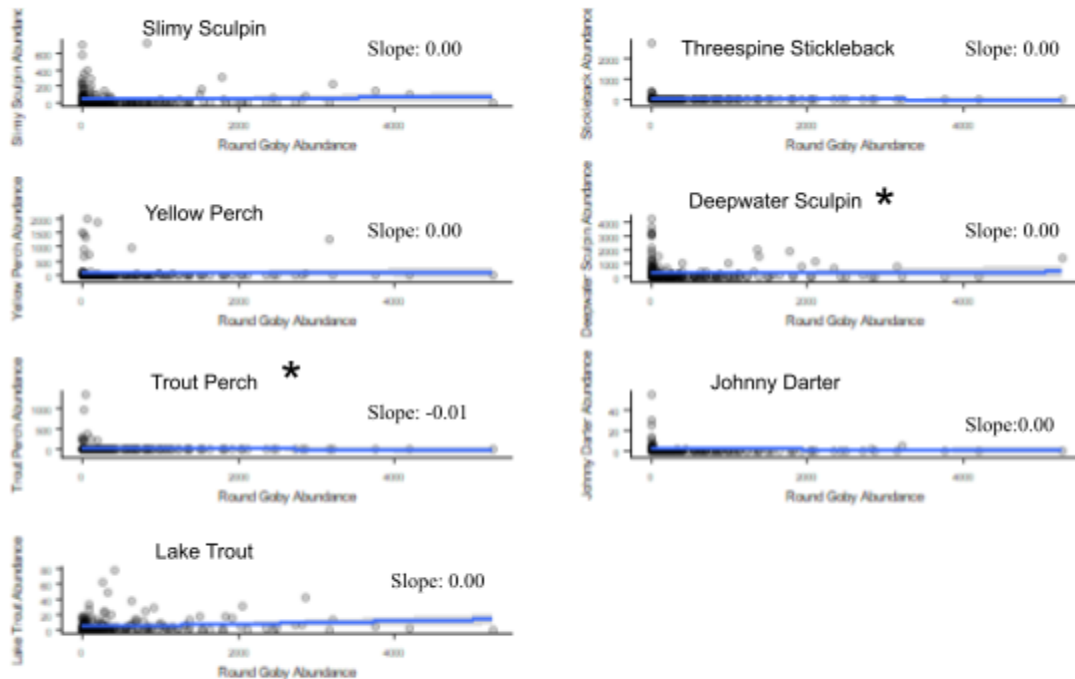 Slimy Sculpin
Slope: 0.00
Slimy Sculpin Abundance
600
400
200
0
0 2000 4000
Round Goby Abundance
Threespine Stickleback
Slope: 0.00
Stickleback Abundance
2000
1000
0
0 2000 4000
Round Goby Abundance
Yellow Perch
Slope: 0.00
Yellow Perch Abundance
2000
1500
1000
500
0
0 2000 4000
Round Goby Abundance
Deepwater Sculpin *
Slope: 0.00
Deepwater Sculpin Abundance
4000
3000
2000
1000
0
0 2000 4000
Round Goby Abundance
Trout Perch *
Slope: -0.01
Trout Perch Abundance
1000
500
0
0 2000 4000
Round Goby Abundance
Johnny Darter
Slope:0.00
Johnny Darter Abundance
40
20
0
0 2000 4000
Round Goby Abundance
Lake Trout
Slope: 0.00
Lake Trout Abundance
80
60
40
20
0
0 2000 4000
Round Goby Abundance